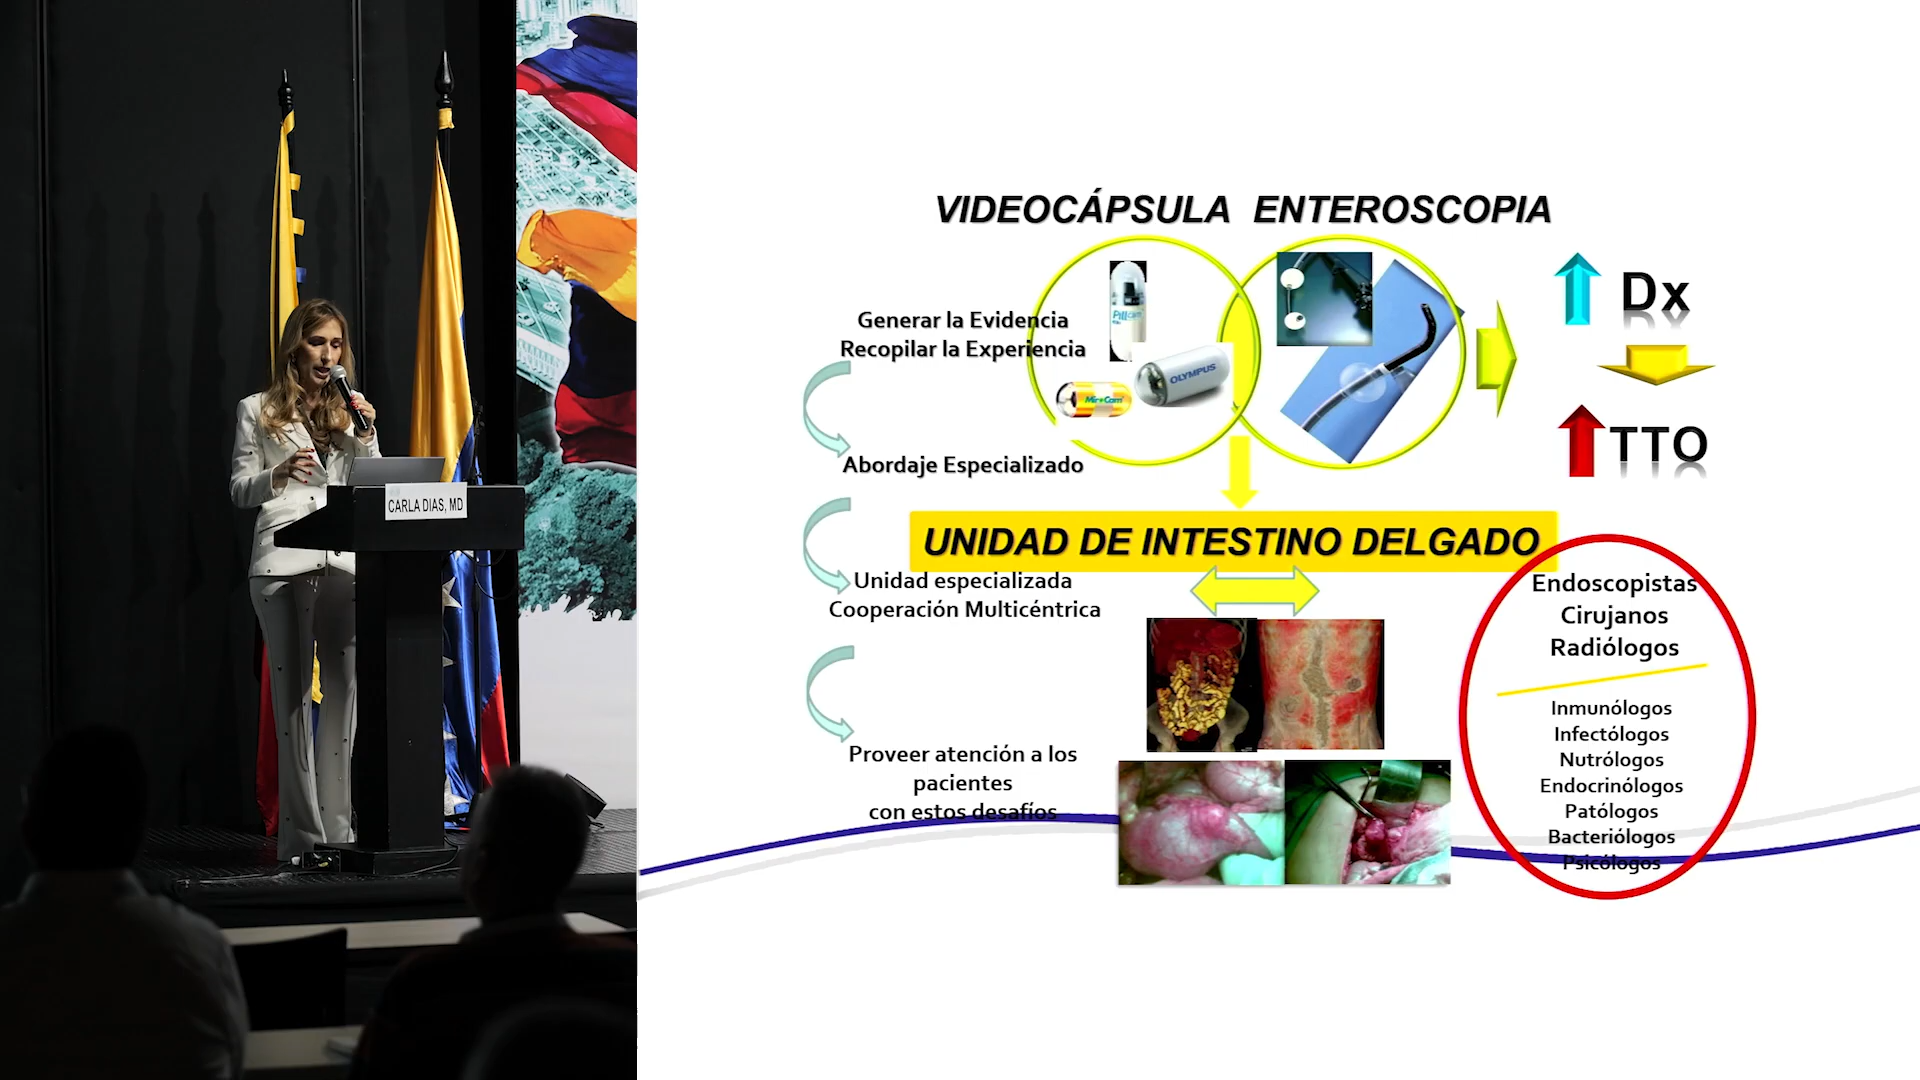 CARLA DIAS, MD
VIDEOCÁPSULA ENTEROSCOPIA
Generar la Evidencia
Recopilar la Experiencia
Pillcam
OLYMPUS
MiroCam
Dx
TTO
Abordaje Especializado
UNIDAD DE INTESTINO DELGADO
Unidad especializada
Cooperación Multicéntrica
Proveer atención a los
pacientes
con estos desafíos
Endoscopistas
Cirujanos
Radiólogos
Inmunólogos
Infectólogos
Nutrólogos
Endocrinólogos
Patólogos
Bacteriólogos
Psicólogos